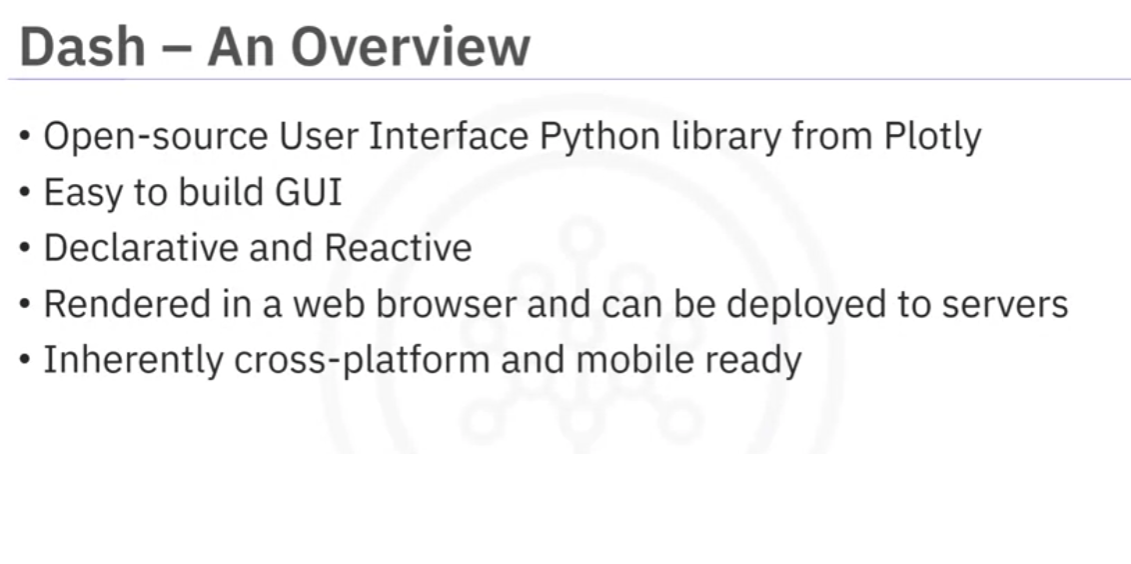 Dash – An Overview
• Open-source User Interface Python library from Plotly
• Easy to build GUI
• Declarative and Reactive
• Rendered in a web browser and can be deployed to servers
• Inherently cross-platform and mobile ready